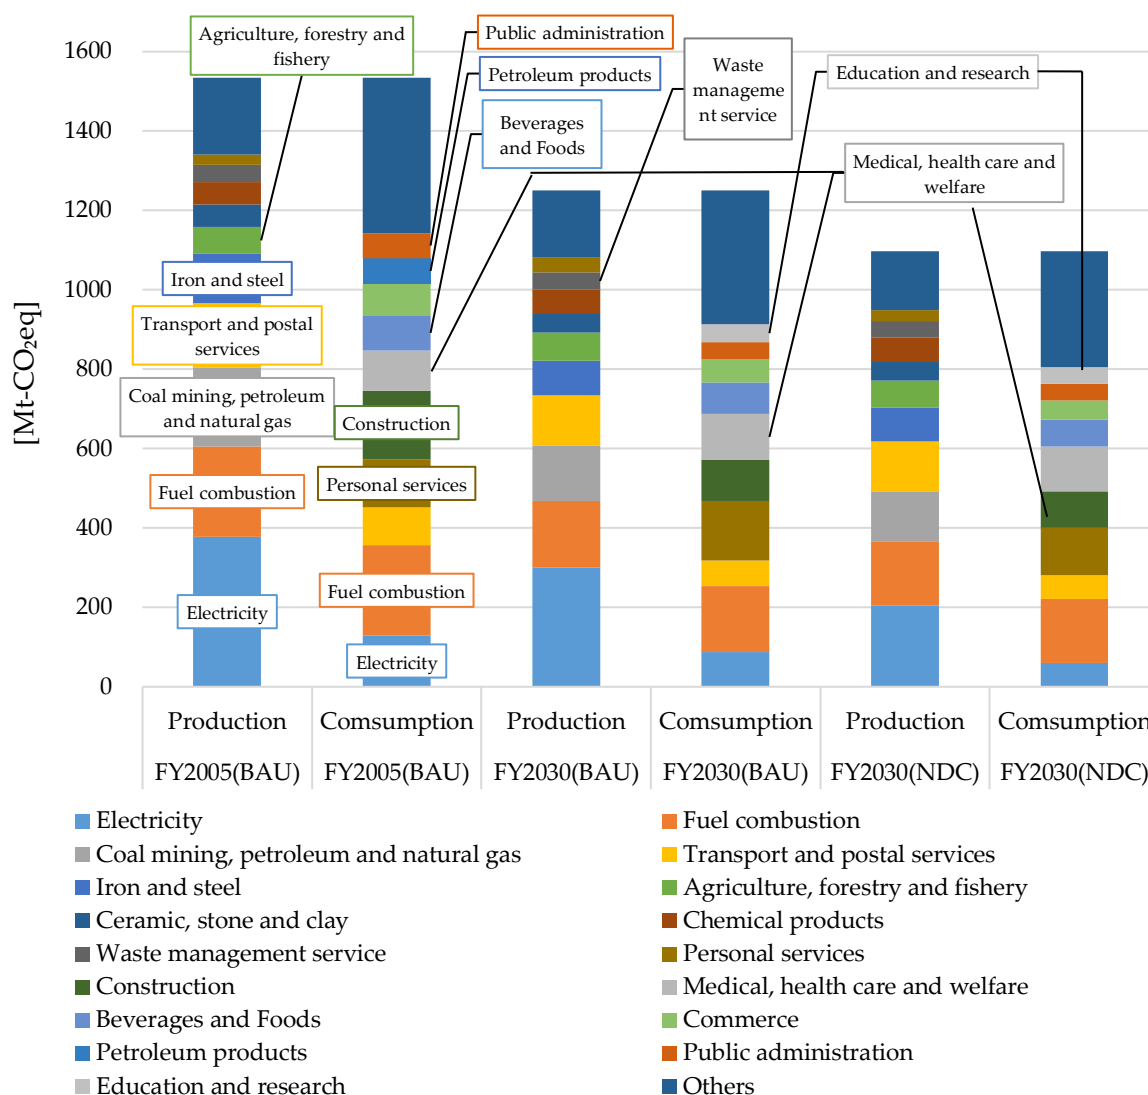 [Mt-CO₂eq]
1600
1400
1200
1000
800
600
400
200
0
Agriculture, forestry and
fishery
Public administration
Petroleum products
Beverages
and Foods
Waste
manageme
nt service
Education and research
Medical, health care and
welfare
Iron and steel
Transport and postal
services
Coal mining, petroleum
and natural gas
Fuel combustion
Electricity
Construction
Personal services
Fuel combustion
Electricity
Production
Comsumption
Production
Comsumption
Production
Comsumption
FY2005(BAU)
FY2005(BAU)
FY2030(BAU)
FY2030(BAU)
FY2030(NDC)
FY2030(NDC)
Electricity
Fuel combustion
Coal mining, petroleum and natural gas
Transport and postal services
Iron and steel
Agriculture, forestry and fishery
Ceramic, stone and clay
Chemical products
Waste management service
Personal services
Construction
Medical, health care and welfare
Beverages and Foods
Commerce
Petroleum products
Public administration
Education and research
Others